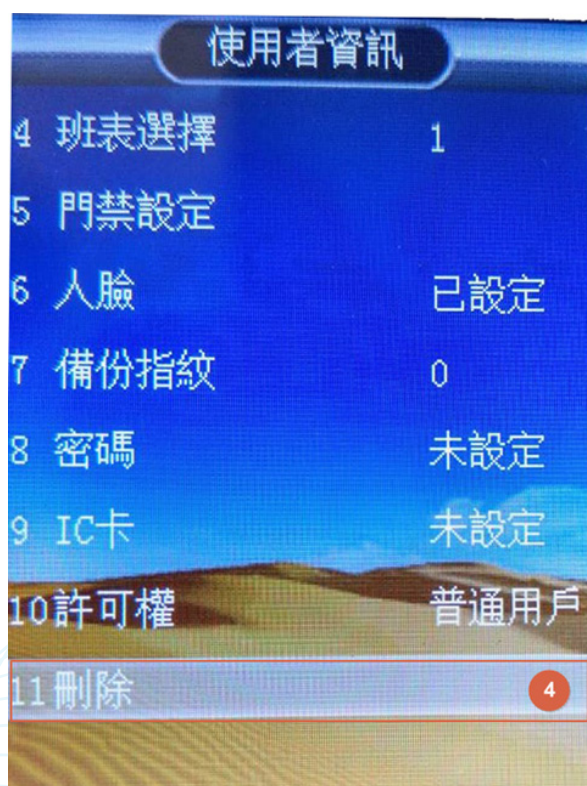 使用者資訊
4 班表選擇 1
5 門禁設定
6 人臉 已設定
7 備份指紋 0
8 密碼 未設定
9 IC卡 未設定
10許可權 普通用戶
11刪除 4